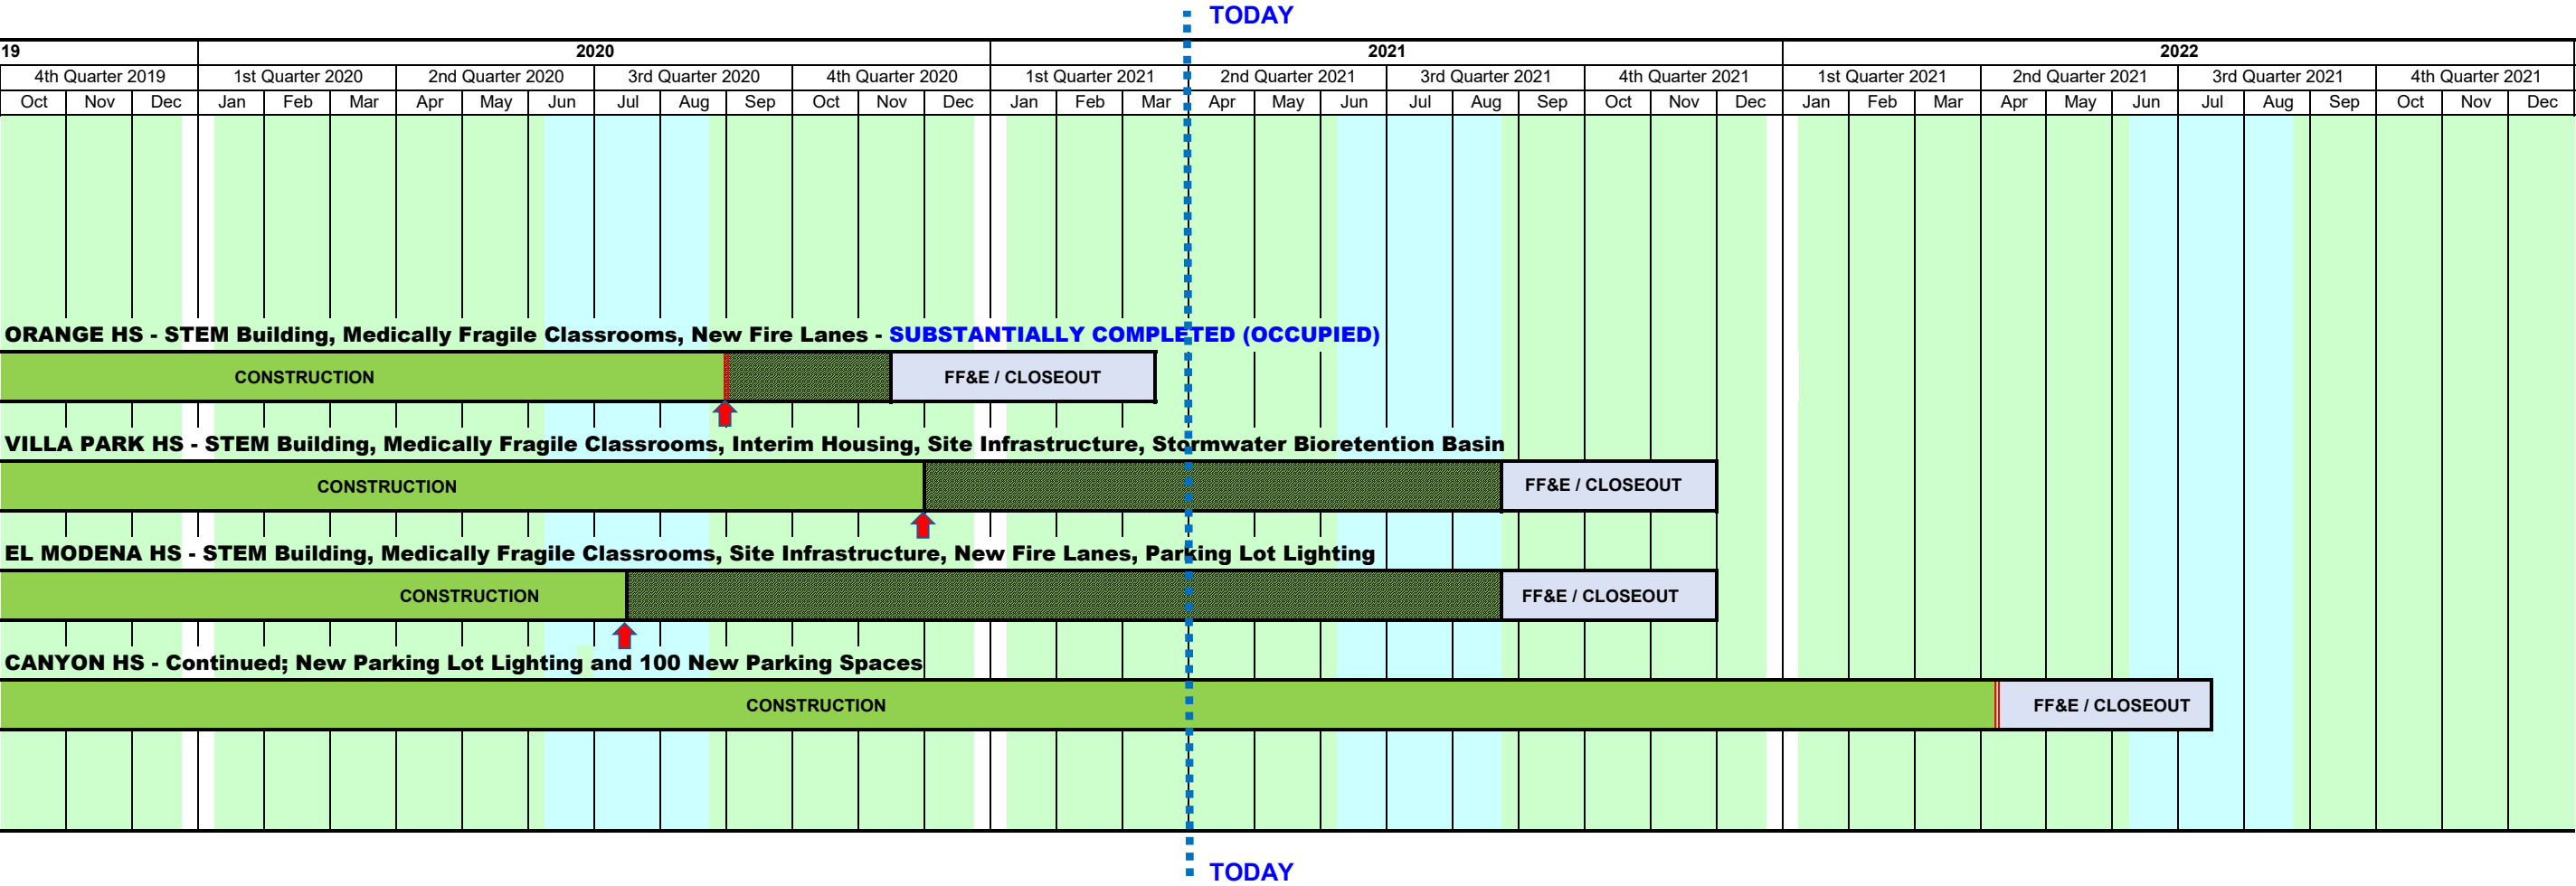 TODAY
19 2020 2021 2022
4th Quarter 2019 1st Quarter 2020 2nd Quarter 2020 3rd Quarter 2020 4th Quarter 2020 1st Quarter 2021 2nd Quarter 2021 3rd Quarter 2021 4th Quarter 2021 1st Quarter 2021 2nd Quarter 2021 3rd Quarter 2021 4th Quarter 2021
Oct Nov Dec Jan Feb Mar Apr May Jun Jul Aug Sep Oct Nov Dec Jan Feb Mar Apr May Jun Jul Aug Sep Oct Nov Dec Jan Feb Mar Apr May Jun Jul Aug Sep Oct Nov Dec
ORANGE HS - STEM Building, Medically Fragile Classrooms, New Fire Lanes - SUBSTANTIALLY COMPLETED (OCCUPIED)
CONSTRUCTION FF&E / CLOSEOUT
VILLA PARK HS - STEM Building, Medically Fragile Classrooms, Interim Housing, Site Infrastructure, Stormwater Bioretention Basin
CONSTRUCTION FF&E / CLOSEOUT
EL MODENA HS - STEM Building, Medically Fragile Classrooms, Site Infrastructure, New Fire Lanes, Parking Lot Lighting
CONSTRUCTION FF&E / CLOSEOUT
CANYON HS - Continued; New Parking Lot Lighting and 100 New Parking Spaces
CONSTRUCTION FF&E / CLOSEOUT
TODAY